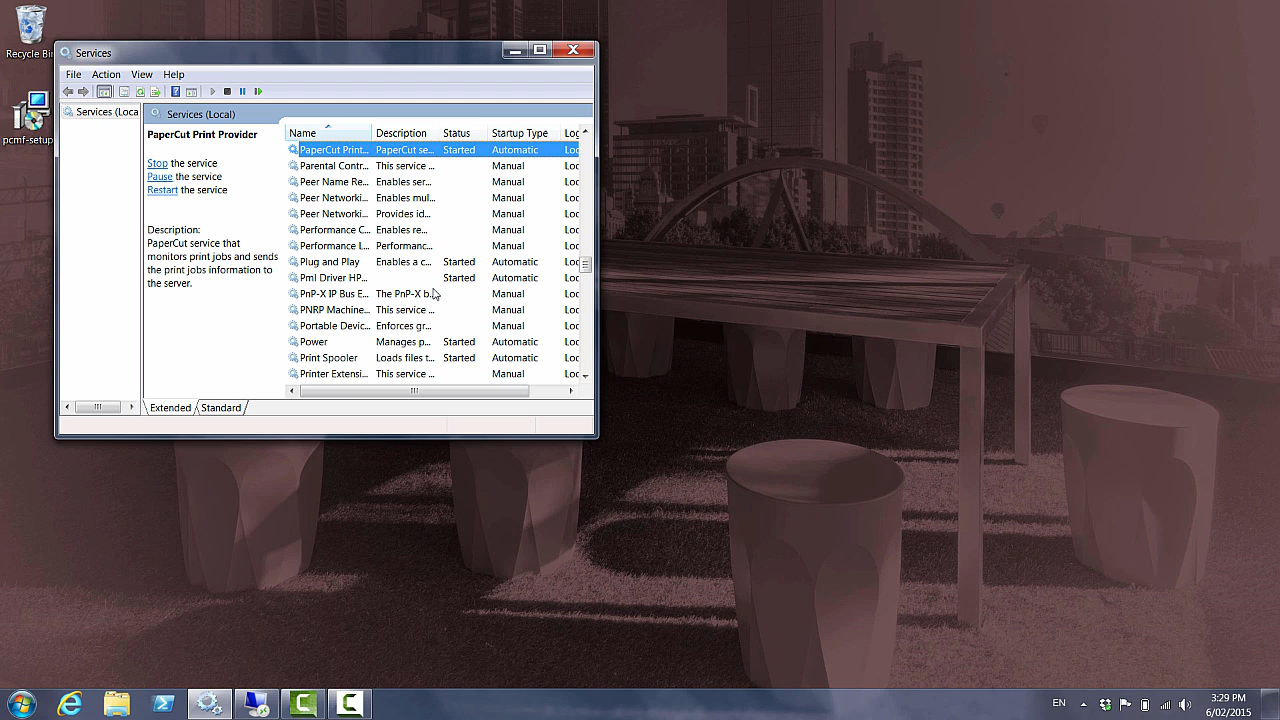 Recycle Bin
pcmf-setup
Services
File Action View Help
Services (Loca
Services (Local)
PaperCut Print Provider
Stop the service
Pause the service
Restart the service
Description:
PaperCut service that
monitors print jobs and sends
the print jobs information to
the server.
Name Description Status Startup Type Log
PaperCut Print... PaperCut se... Started Automatic Loc
Parental Contr... This service ... Manual Loc
Peer Name Re... Enables ser... Manual Loc
Peer Networki... Enables mul... Manual Loc
Peer Networki... Provides id... Manual Loc
Performance C... Enables re... Manual Loc
Performance L... Performanc... Manual Loc
Plug and Play Enables a c... Started Automatic Loc
Pml Driver HP... Started Automatic Loc
PnP-X IP Bus E... The PnP-X b... Manual Loc
PNRP Machine... This service ... Manual Loc
Portable Devic... Enforces gr... Manual Loc
Power Manages p... Started Automatic Loc
Print Spooler Loads files t... Started Automatic Loc
Printer Extensi... This service ... Manual Loc
Extended Standard
EN
3:29 PM
6/02/2015